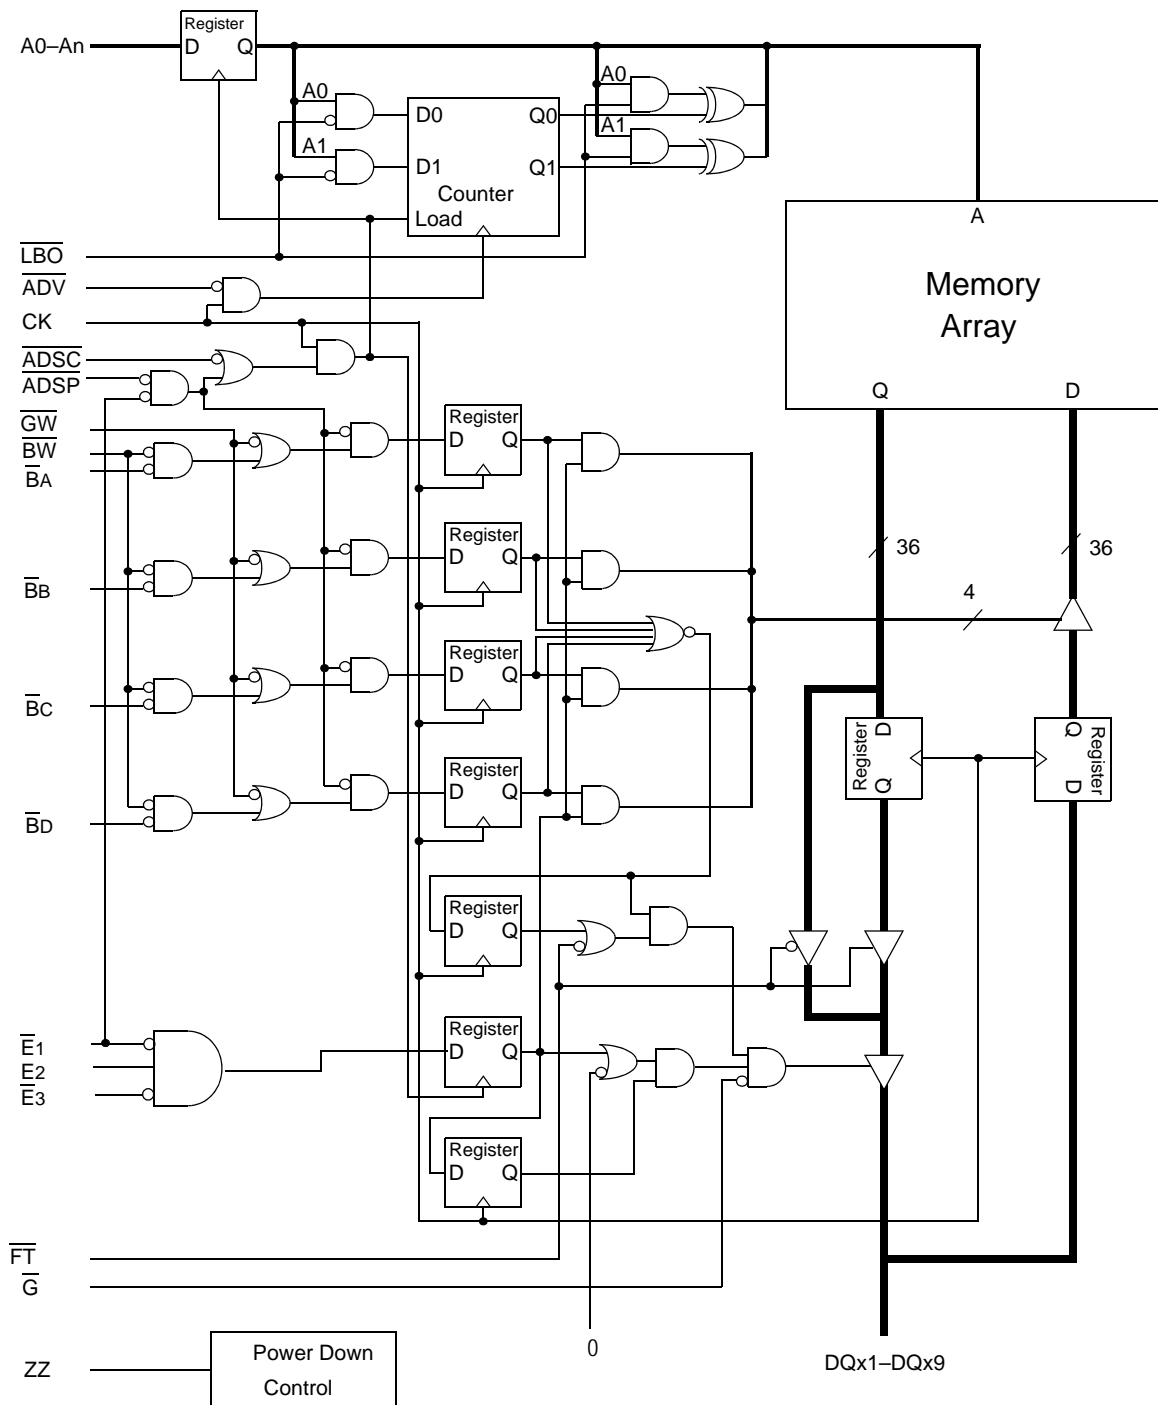 Register
A0–An
D Q
A0
A0
D0
Q0
A1
A1
D1
Q1
Counter
Load
A
LBO
ADV
Memory
CK
Array
ADSC
ADSP
Q D
GW
Register
BW
D Q
BA
Register
D Q
36 36
BB
4
Register
D Q
BC
Register
D
Q
Register
Q
D
Register
D Q
BD
Register
D Q
Register
E1
D Q
E2
E3
Register
D Q
FT
G
0
Power Down
DQx1–DQx9
ZZ
Control